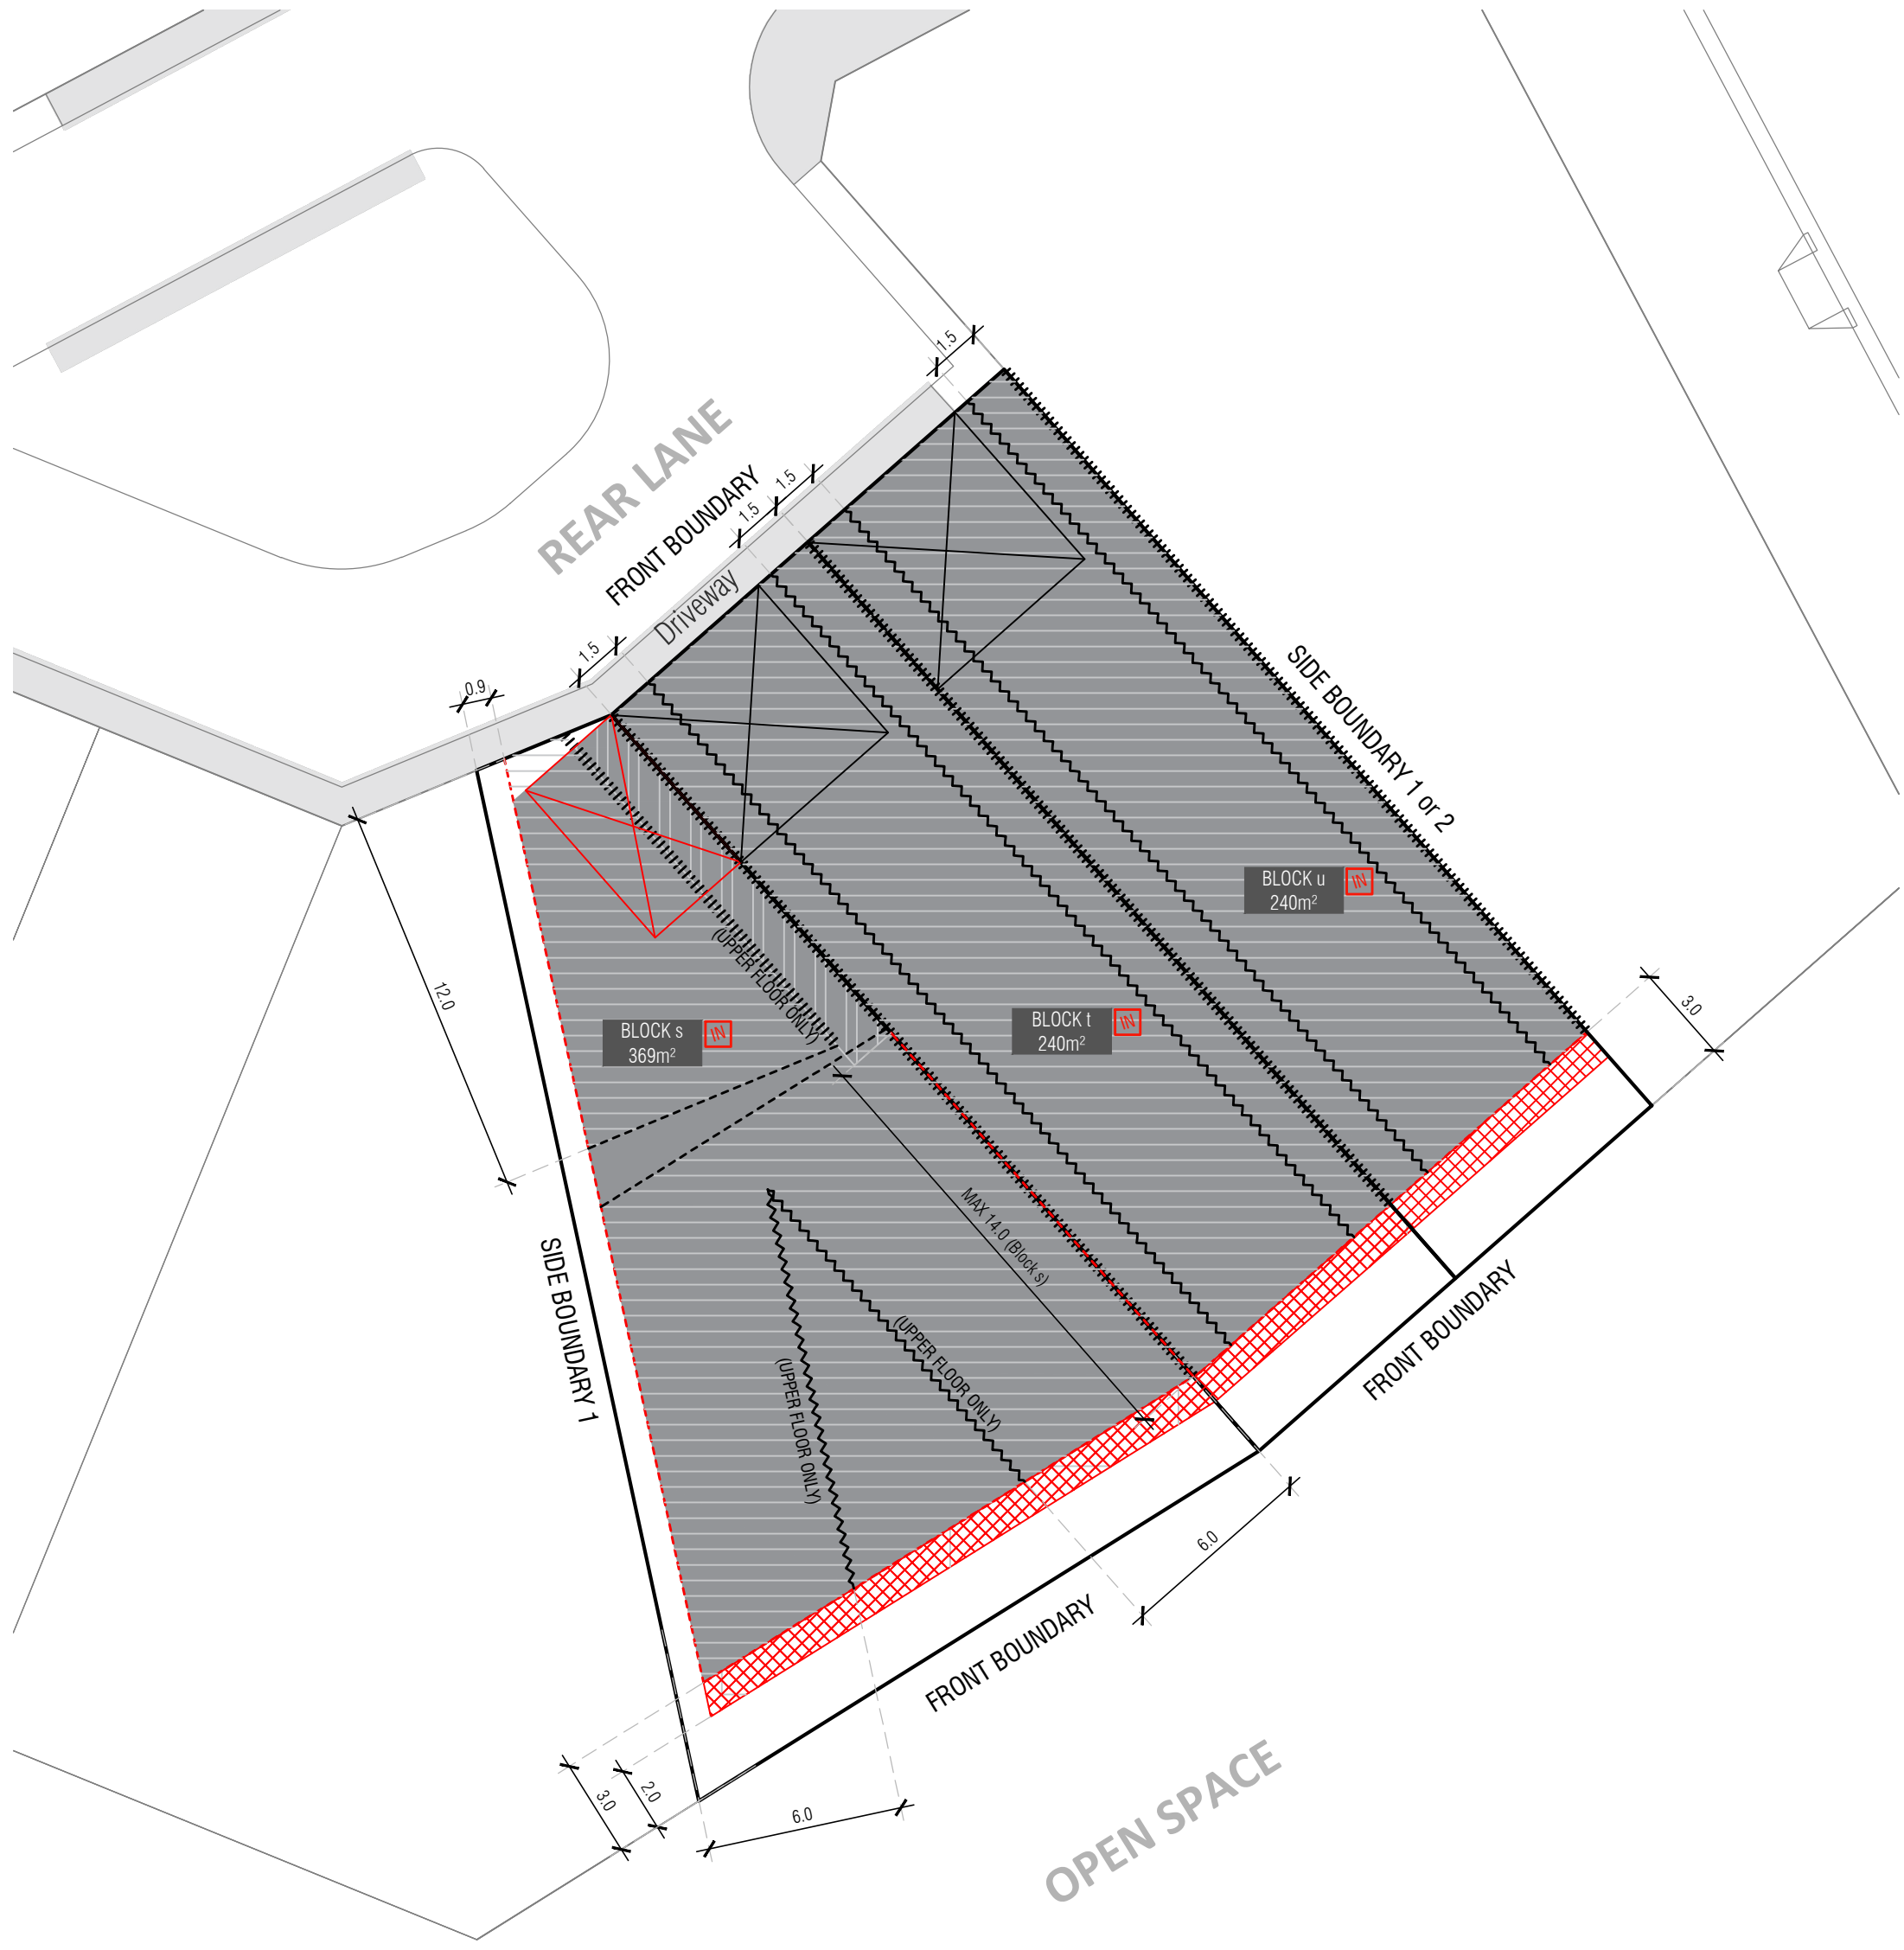 1.5
REAR LANE
FRONT BOUNDARY
1.5
1.5
Driveway
1.5
0.9
SIDE BOUNDARY 1 or 2
BLOCK u
240m²
IN
(UPPER FLOOR ONLY)
12.0
3.0
BLOCK t
240m²
IN
BLOCK s
369m²
IN
MAX 14.0 (Block s)
SIDE BOUNDARY 1
(UPPER FLOOR ONLY)
(UPPER FLOOR ONLY)
FRONT BOUNDARY
6.0
FRONT BOUNDARY
3.0
2.0
6.0
OPEN SPACE